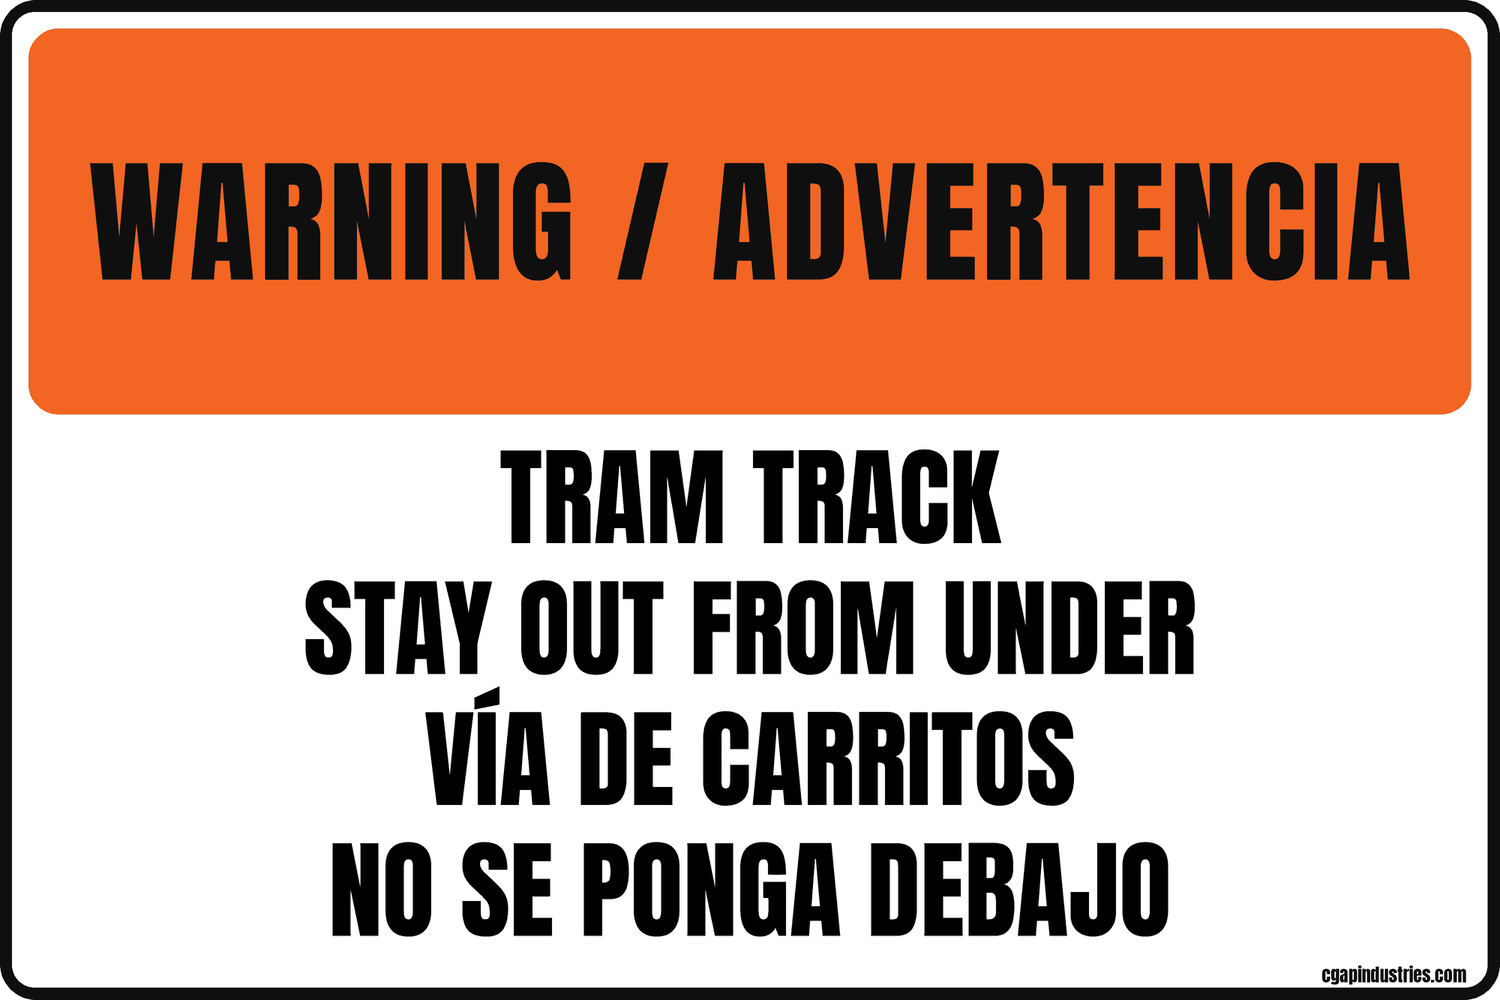 WARNING / ADVERTENCIA
TRAM TRACK
STAY OUT FROM UNDER
VÍA DE CARRITOS
NO SE PONGA DEBAJO
cgapindustries.com